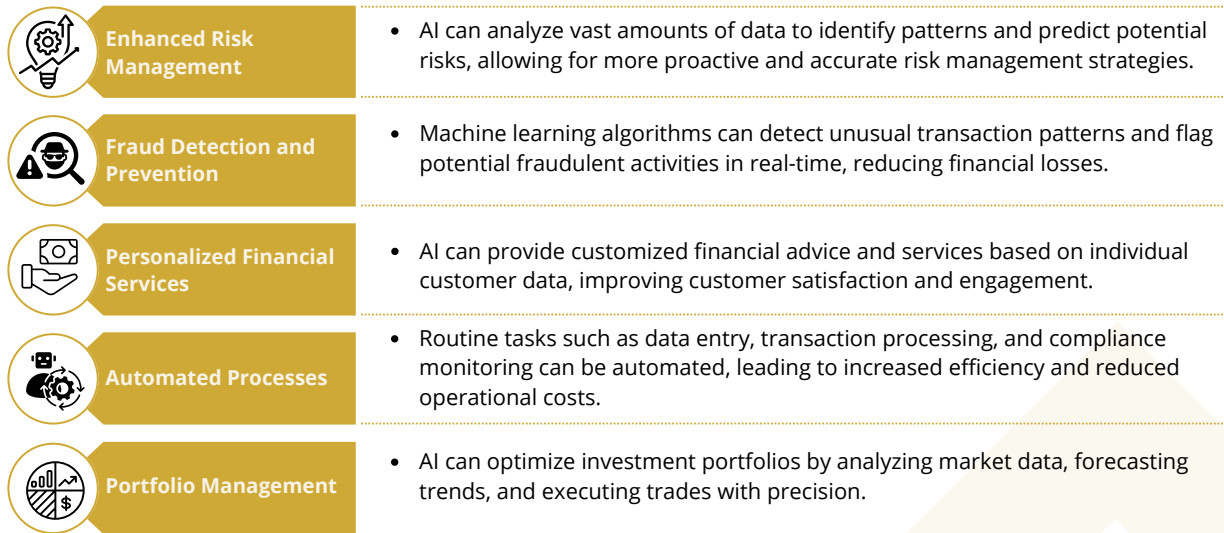 Enhanced Risk
Management
• AI can analyze vast amounts of data to identify patterns and predict potential
risks, allowing for more proactive and accurate risk management strategies.
Fraud Detection and
Prevention
• Machine learning algorithms can detect unusual transaction patterns and flag
potential fraudulent activities in real-time, reducing financial losses.
Personalized Financial
Services
• AI can provide customized financial advice and services based on individual
customer data, improving customer satisfaction and engagement.
Automated Processes
• Routine tasks such as data entry, transaction processing, and compliance
monitoring can be automated, leading to increased efficiency and reduced
operational costs.
Portfolio Management
• AI can optimize investment portfolios by analyzing market data, forecasting
trends, and executing trades with precision.